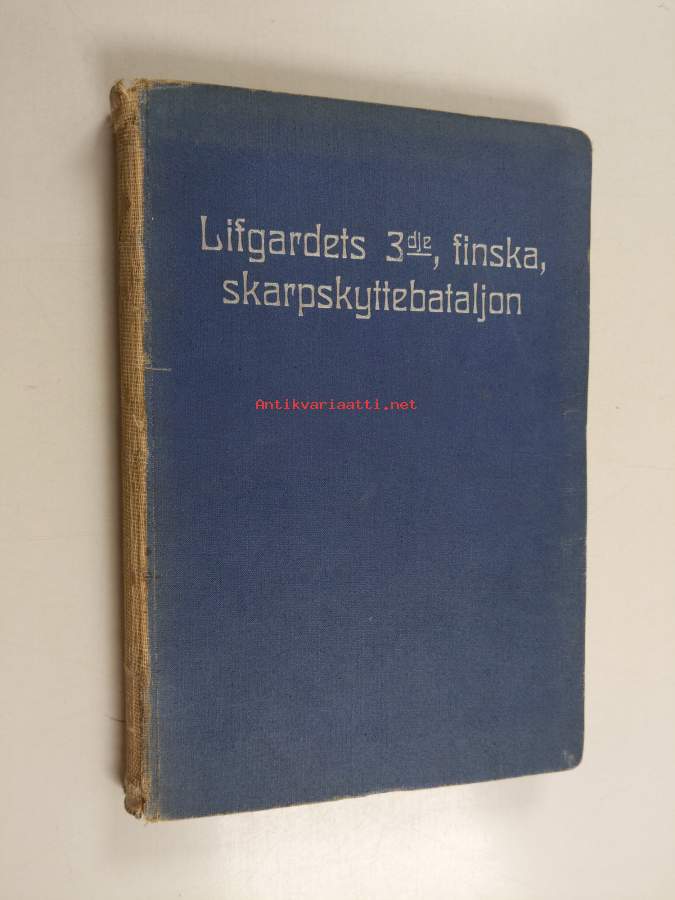 Lifgardets 3dje, finska,
skarpskyttebataljon
Antikvariaatti.net